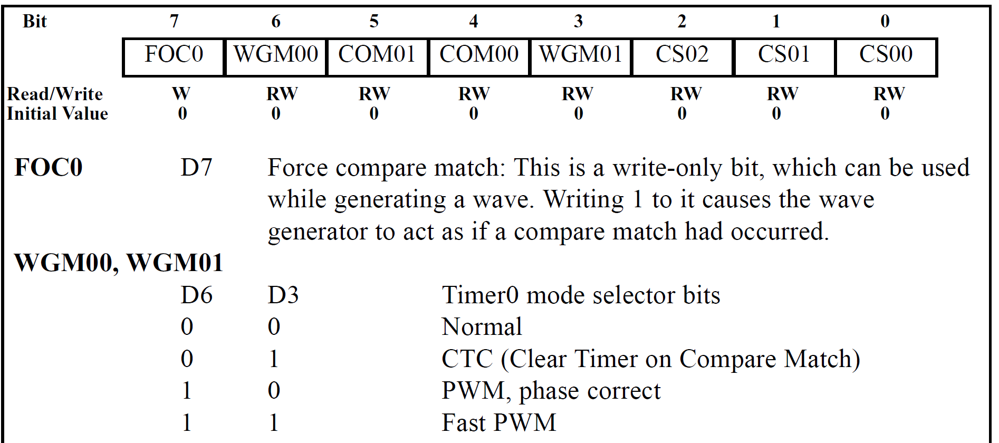 Bit 7 6 5 4 3 2 1 0
FOC0 WGM00 COM01 COM00 WGM01 CS02 CS01 CS00
Read/Write W RW RW RW RW RW RW RW
Initial Value 0 0 0 0 0 0 0 0
FOC0 D7 Force compare match: This is a write-only bit, which can be used
while generating a wave. Writing 1 to it causes the wave
generator to act as if a compare match had occurred.
WGM00, WGM01
D6 D3 Timer0 mode selector bits
0 0 Normal
0 1 CTC (Clear Timer on Compare Match)
1 0 PWM, phase correct
1 1 Fast PWM